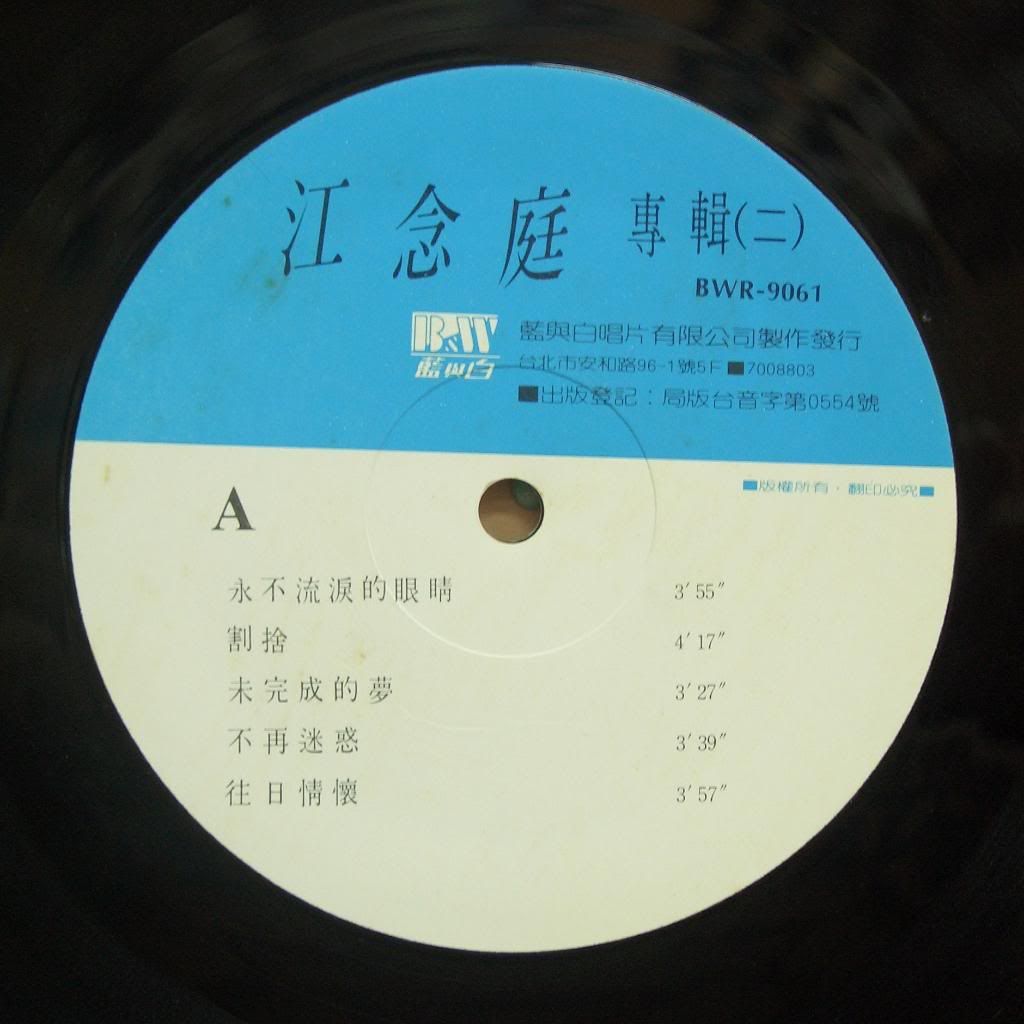 江念庭 專輯(二)
BWR-9061
B&W
藍與白
藍與白唱片有限公司製作發行
台北市安和路96-1號5F ■7008803
■出版登記：局版台音字第0554號
■版權所有・翻印必究■
A
永不流淚的眼睛 3′55″
割捨 4′17″
未完成的夢 3′27″
不再迷惑 3′39″
往日情懷 3′57″